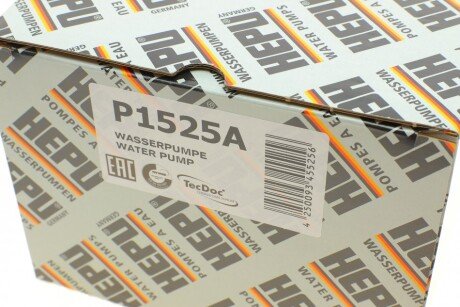 P1525A
WASSERPUMPE
WATER PUMP
EAC
TecDoc
4 250093 455256
HEPU
WASSERPUMPEN
WATER PUMPS
POMPES A EAU
GERMANY